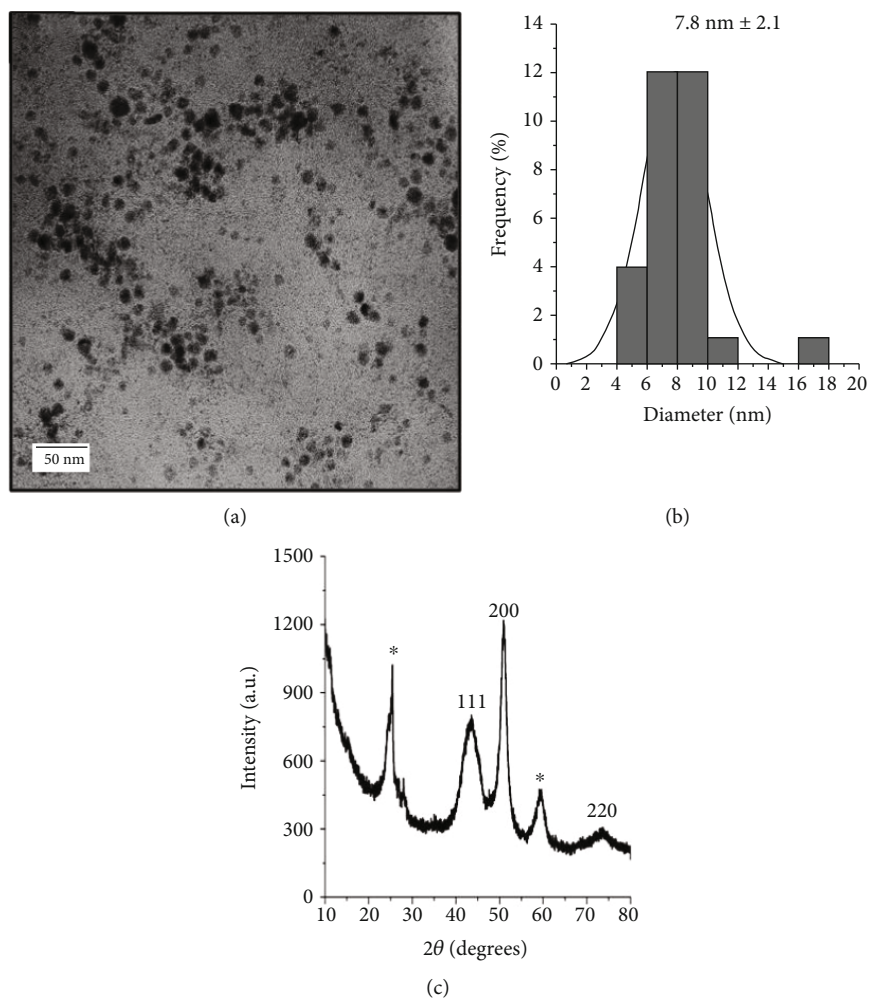 50 nm
(a)
7.8 nm ± 2.1
Frequency (%)
14
12
10
8
6
4
2
0
0 2 4 6 8 10 12 14 16 18 20
Diameter (nm)
(b)
Intensity (a.u.)
1500
1200
900
600
300
0
*
111
200
*
220
10 20 30 40 50 60 70 80
2θ (degrees)
(c)